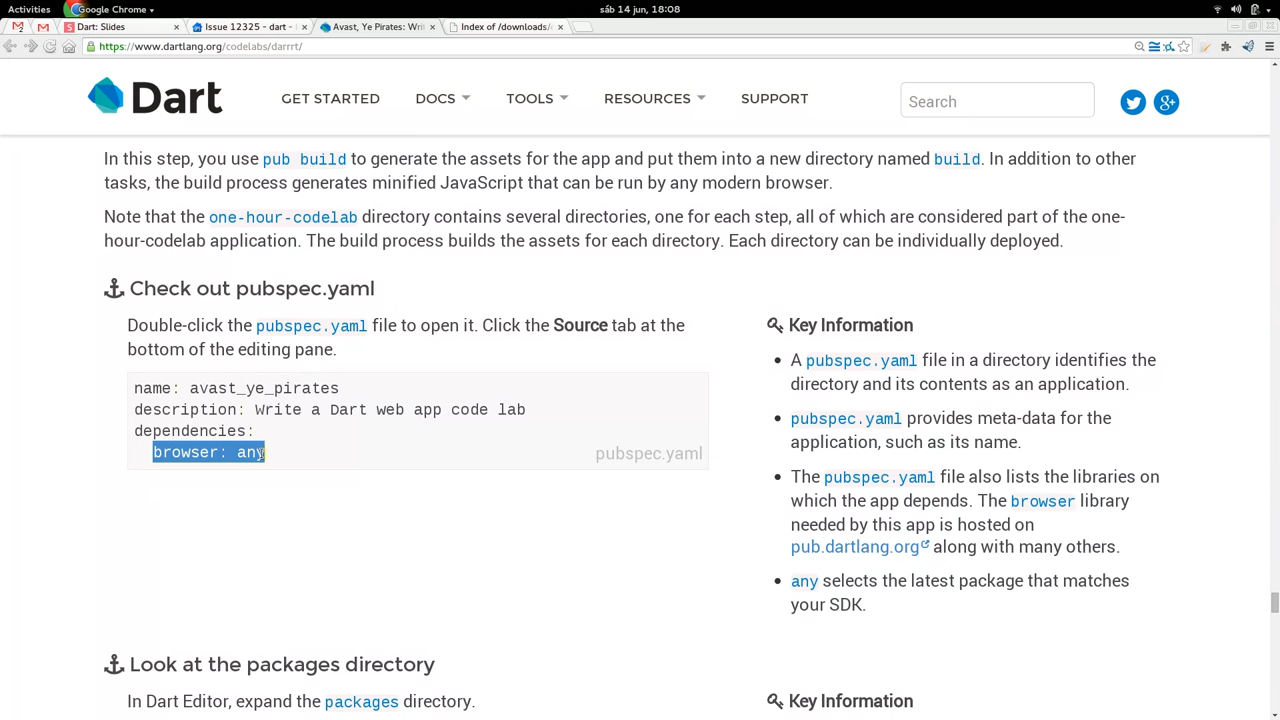 Activities
Google Chrome
sáb 14 jun, 18:08
Dart: Slides
Issue 12325 - dart -
Avast, Ye Pirates: Wri
Index of /downloads/
https://www.dartlang.org/codelabs/darrrt/
Dart
GET STARTED
DOCS
TOOLS
RESOURCES
SUPPORT
Search
In this step, you use pub build to generate the assets for the app and put them into a new directory named build. In addition to other
tasks, the build process generates minified JavaScript that can be run by any modern browser.
Note that the one-hour-codelab directory contains several directories, one for each step, all of which are considered part of the one-
hour-codelab application. The build process builds the assets for each directory. Each directory can be individually deployed.
Check out pubspec.yaml
Double-click the pubspec.yaml file to open it. Click the Source tab at the
bottom of the editing pane.
name: avast_ye_pirates
description: Write a Dart web app code lab
dependencies:
browser: any
pubspec.yaml
Key Information
• A pubspec.yaml file in a directory identifies the
directory and its contents as an application.
• pubspec.yaml provides meta-data for the
application, such as its name.
• The pubspec.yaml file also lists the libraries on
which the app depends. The browser library
needed by this app is hosted on
pub.dartlang.org along with many others.
• any selects the latest package that matches
your SDK.
Look at the packages directory
In Dart Editor, expand the packages directory.
Key Information